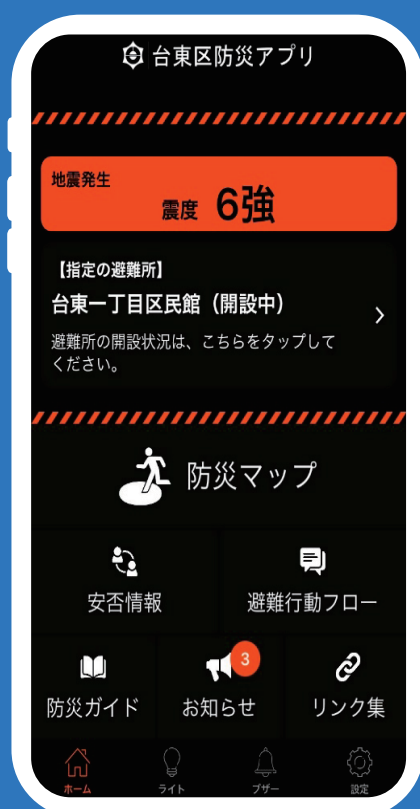 台東区防災アプリ
地震発生
震度 6強
【指定の避難所】
台東一丁目区民館（開設中）
避難所の開設状況は、こちらをタップして
ください。
防災マップ
安否情報
避難行動フロー
3
防災ガイド
お知らせ
リンク集
ホーム
ライト
ブザー
設定